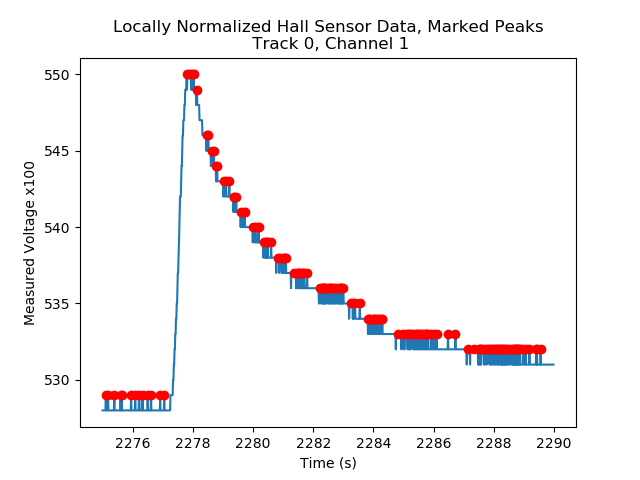 Locally Normalized Hall Sensor Data, Marked Peaks
Track 0, Channel 1
550
545
540
535
530
Measured Voltage x100
2276 2278 2280 2282 2284 2286 2288 2290
Time (s)